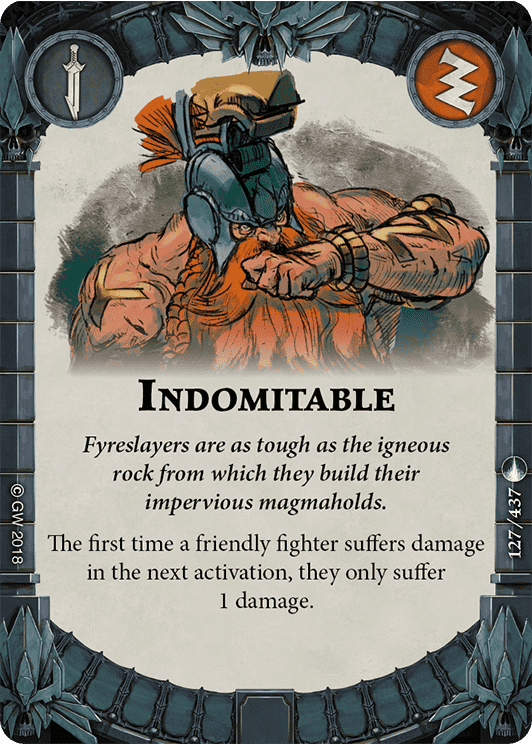 INDOMITABLE
Fyreslayers are as tough as the igneous
rock from which they build their
impervious magmaholds.
The first time a friendly fighter suffers damage
in the next activation, they only suffer
1 damage.
© GW 2018
127/437